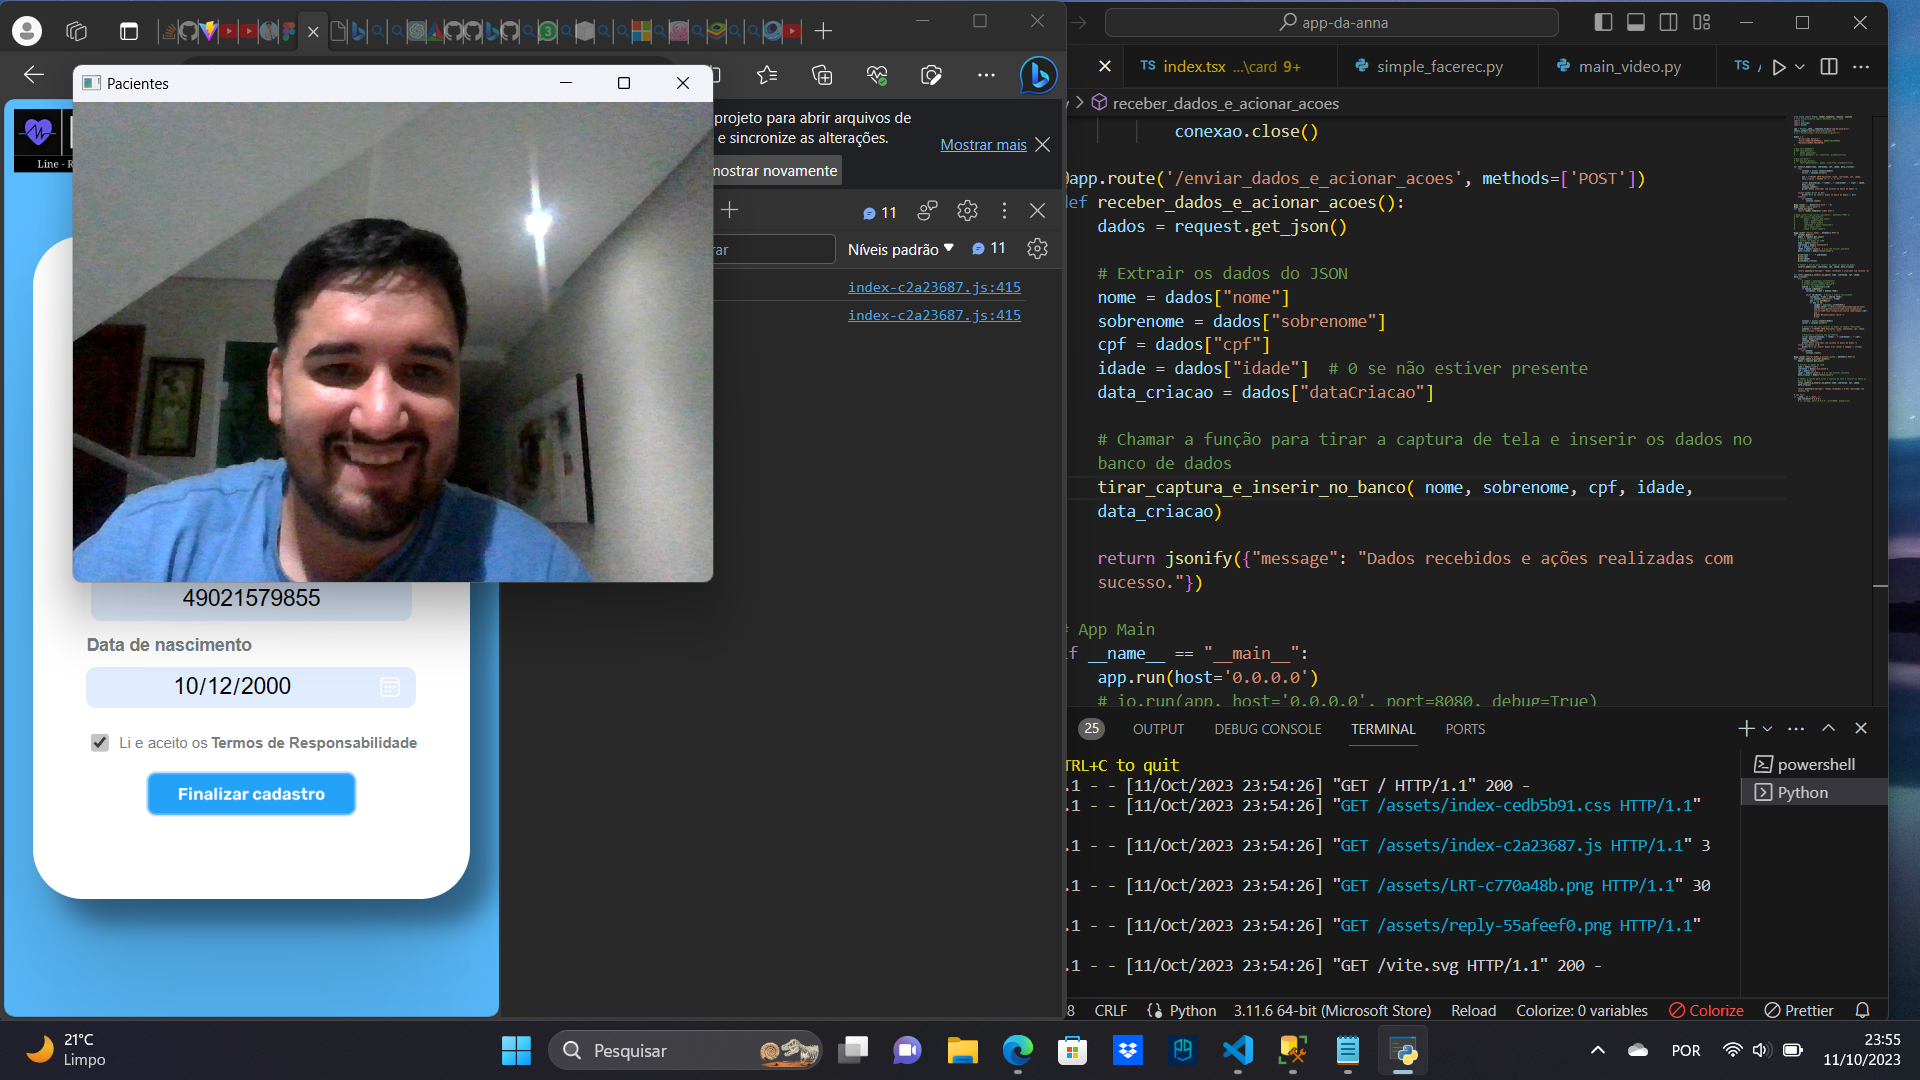 Pacientes
Line - R
projeto para abrir arquivos de
e sincronize as alterações.
Mostrar mais
mostrar novamente
11
Níveis padrão
11
index-c2a23687.js:415
index-c2a23687.js:415
49021579855
Data de nascimento
10/12/2000
Li e aceito os Termos de Responsabilidade
Finalizar cadastro
app-da-anna
TS index.tsx ...\card 9+
simple_facerec.py
main_video.py
TS
receber_dados_e_acionar_acoes
conexao.close()
app.route('/enviar_dados_e_acionar_acoes', methods=['POST'])
ef receber_dados_e_acionar_acoes():
dados = request.get_json()
# Extrair os dados do JSON
nome = dados["nome"]
sobrenome = dados["sobrenome"]
cpf = dados["cpf"]
idade = dados["idade"]  # 0 se não estiver presente
data_criacao = dados["dataCriacao"]
# Chamar a função para tirar a captura de tela e inserir os dados no
banco de dados
tirar_captura_e_inserir_no_banco( nome, sobrenome, cpf, idade,
data_criacao)
return jsonify({"message": "Dados recebidos e ações realizadas com
sucesso."})
App Main
f __name__ == "__main__":
app.run(host='0.0.0.0')
# io.run(app, host='0.0.0.0', port=8080, debug=True)
25
OUTPUT
DEBUG CONSOLE
TERMINAL
PORTS
TRL+C to quit
.1 - - [11/Oct/2023 23:54:26] "GET / HTTP/1.1" 200 -
.1 - - [11/Oct/2023 23:54:26] "GET /assets/index-cedb5b91.css HTTP/1.1"
.1 - - [11/Oct/2023 23:54:26] "GET /assets/index-c2a23687.js HTTP/1.1" 3
.1 - - [11/Oct/2023 23:54:26] "GET /assets/LRT-c770a48b.png HTTP/1.1" 30
.1 - - [11/Oct/2023 23:54:26] "GET /assets/reply-55afeef0.png HTTP/1.1"
.1 - - [11/Oct/2023 23:54:26] "GET /vite.svg HTTP/1.1" 200 -
powershell
Python
8 CRLF Python 3.11.6 64-bit (Microsoft Store) Reload Colorize: 0 variables Colorize Prettier
21°C
Limpo
Pesquisar
POR
23:55
11/10/2023